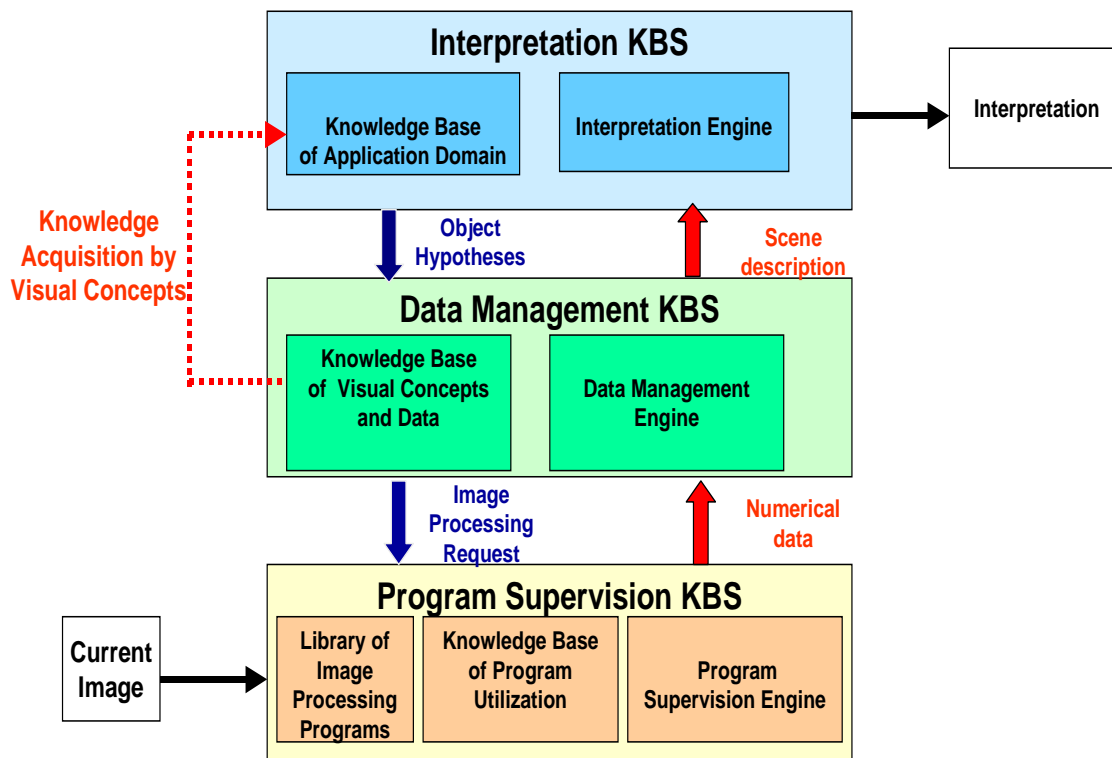 Interpretation KBS
Knowledge Base
of Application Domain
Interpretation Engine
Interpretation
Knowledge
Acquisition by
Visual Concepts
Object
Hypotheses
Scene
description
Data Management KBS
Knowledge Base
of Visual Concepts
and Data
Data Management
Engine
Image
Processing
Request
Numerical
data
Program Supervision KBS
Current
Image
Library of
Image
Processing
Programs
Knowledge Base
of Program
Utilization
Program
Supervision Engine